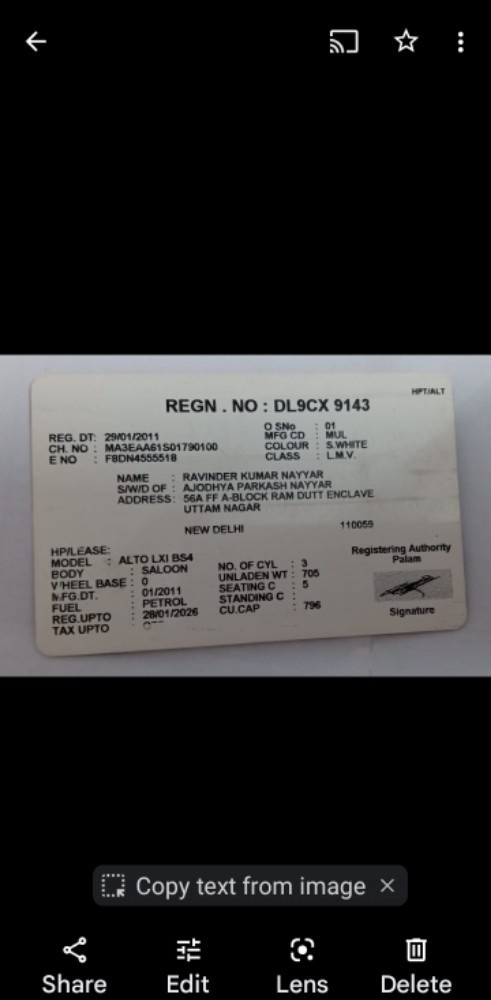 HPT/ALT
REGN . NO : DL9CX 9143
REG. DT: 29/01/2011 O SNo : 01
CH. NO : MA3EAA61S01790100 MFG CD : MUL
E NO : F8DN4555518 COLOUR : S.WHITE
CLASS : L.M.V.
NAME : RAVINDER KUMAR NAYYAR
S/W/D OF : AJODHYA PARKASH NAYYAR
ADDRESS : 56A FF A-BLOCK RAM DUTT ENCLAVE
UTTAM NAGAR
NEW DELHI 110059
HP/LEASE:
MODEL : ALTO LXI BS4 NO. OF CYL : 3
BODY : SALOON UNLADEN WT : 705
WHEEL BASE : 0 SEATING C : 5
MFG.DT. : 01/2011 STANDING C :
FUEL : PETROL CU.CAP : 796
REG.UPTO : 28/01/2026
TAX UPTO :
Registering Authority
Palam
Signature
Copy text from image
Share Edit Lens Delete